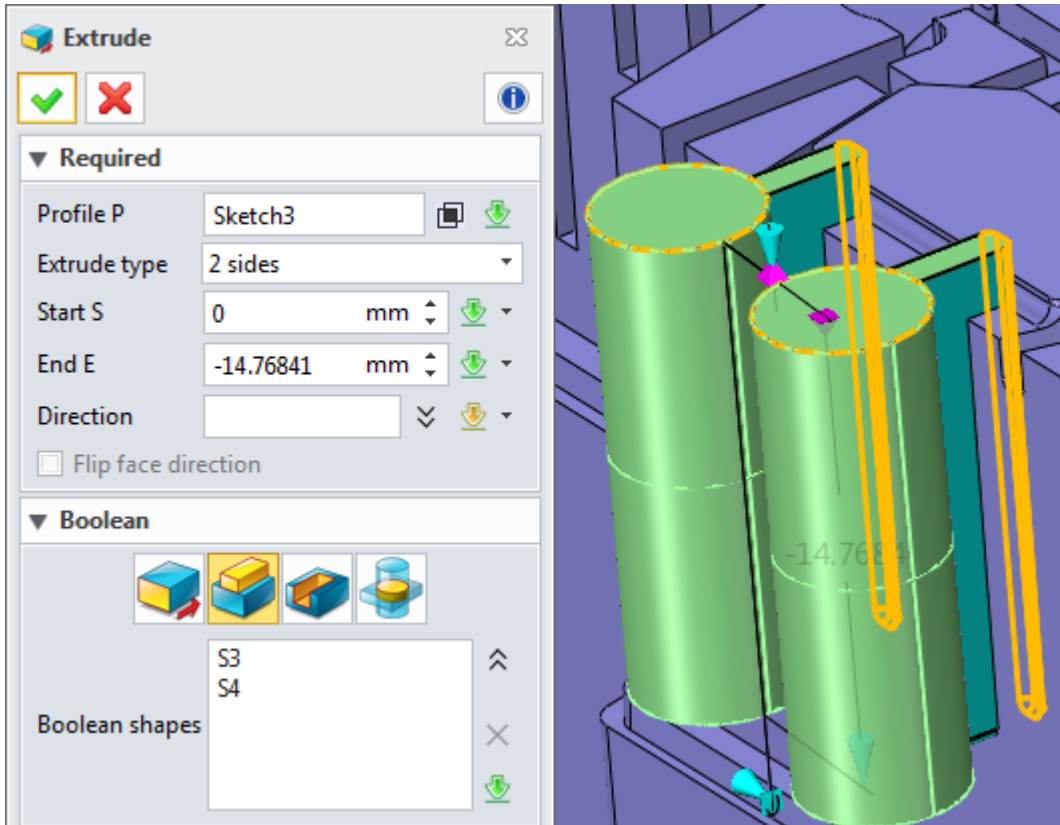 Extrude
Required
Profile P Sketch3
Extrude type 2 sides
Start S 0 mm
End E -14.76841 mm
Direction
Flip face direction
Boolean
S3
S4
Boolean shapes
-14.7684